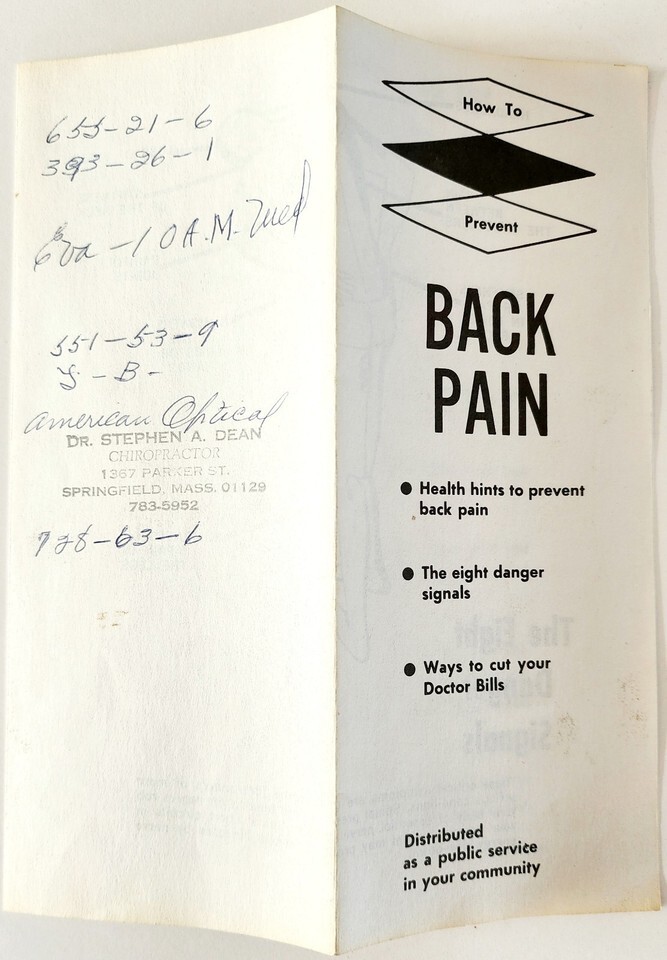 655-21-6
393-26-1
Eva - 10 A.M. Wed
551-53-9
S - B -
American Optical
DR. STEPHEN A. DEAN
CHIROPRACTOR
1367 PARKER ST.
SPRINGFIELD, MASS. 01129
783-5952
728-63-6
How To
Prevent
BACK
PAIN
● Health hints to prevent
back pain
● The eight danger
signals
● Ways to cut your
Doctor Bills
Distributed
as a public service
in your community